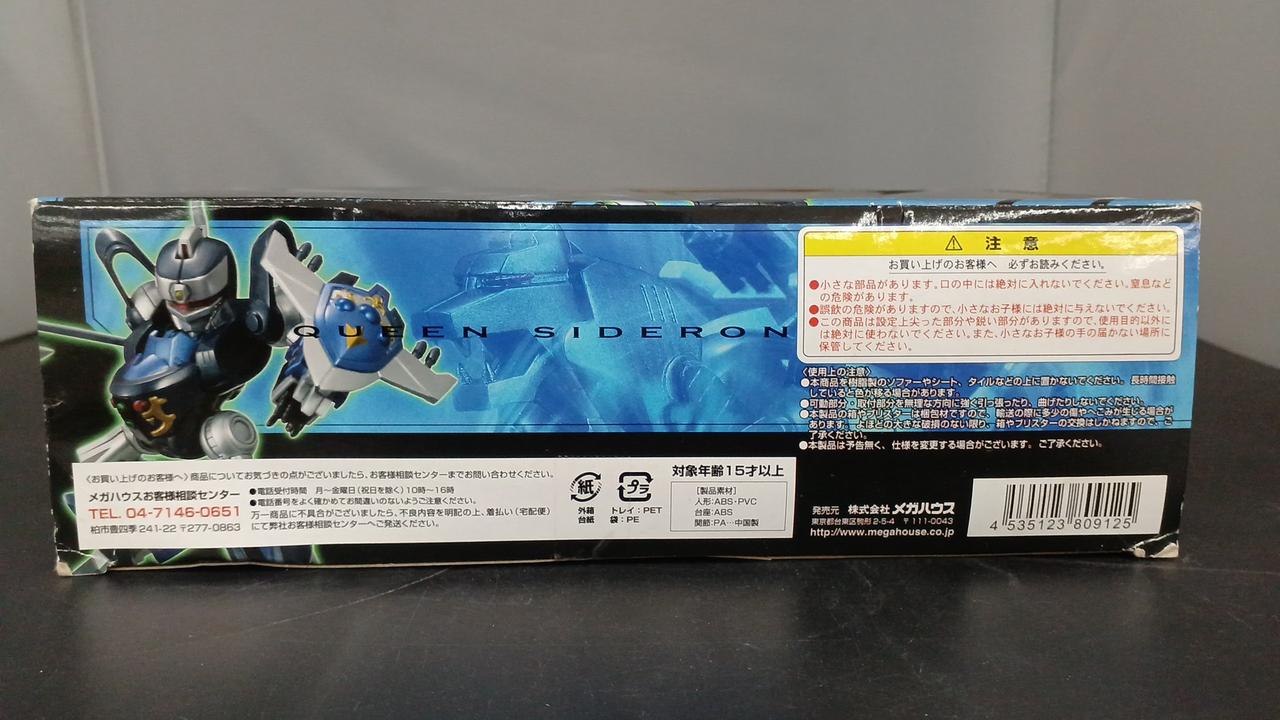 QUEEN SIDERON
⚠ 注意
お買い上げのお客様へ 必ずお読みください。
●小さな部品があります。口の中には絶対に入れないでください。窒息など
の危険があります。
●誤飲の危険がありますので、小さなお子様には絶対に与えないでください。
●この商品は設定上尖った部分や鋭い部分がありますので、使用目的以外に
は絶対に使わないでください。また、小さなお子様の手の届かない場所に
保管してください。
〈使用上の注意〉
●本商品を樹脂製のソファーやシート、タイルなどの上に置かないでください。長時間接触
していると色が移る場合があります。
●可動部分・取付部分を無理な方向に強く引っ張ったり、曲げたりしないでください。
●本製品の箱やブリスターは梱包材ですので、輸送の際に多少の傷やへこみが生じる場合が
あります。よほどの大きな破損のない限り、箱やブリスターの交換はしかねますので、ご
了承ください。
●本製品は予告無く、仕様を変更する場合がございます。ご了承ください。
〈お買い上げのお客様へ〉商品についてお気づきの点がございましたら、お客様相談センターまでお問い合わせください。
メガハウスお客様相談センター
TEL. 04-7146-0651
柏市豊四季241-22 〒277-0863
●電話受付時間 月〜金曜日(祝日を除く)10時〜16時
●電話番号をよく確かめてお間違いのないようご注意ください。
万一商品に不具合がございましたら、不良内容を明記の上、着払い(宅配便)
にて弊社お客様相談センターへご発送ください。
紙
外箱
台紙
プラ
トレイ:PET
袋:PE
対象年齢15才以上
[製品素材]
人形:ABS・PVC
台座:ABS
関節:PA…中国製
発売元 株式会社 メガハウス
東京都台東区駒形2-5-4 〒111-0043
http://www.megahouse.co.jp
4 535123 809125